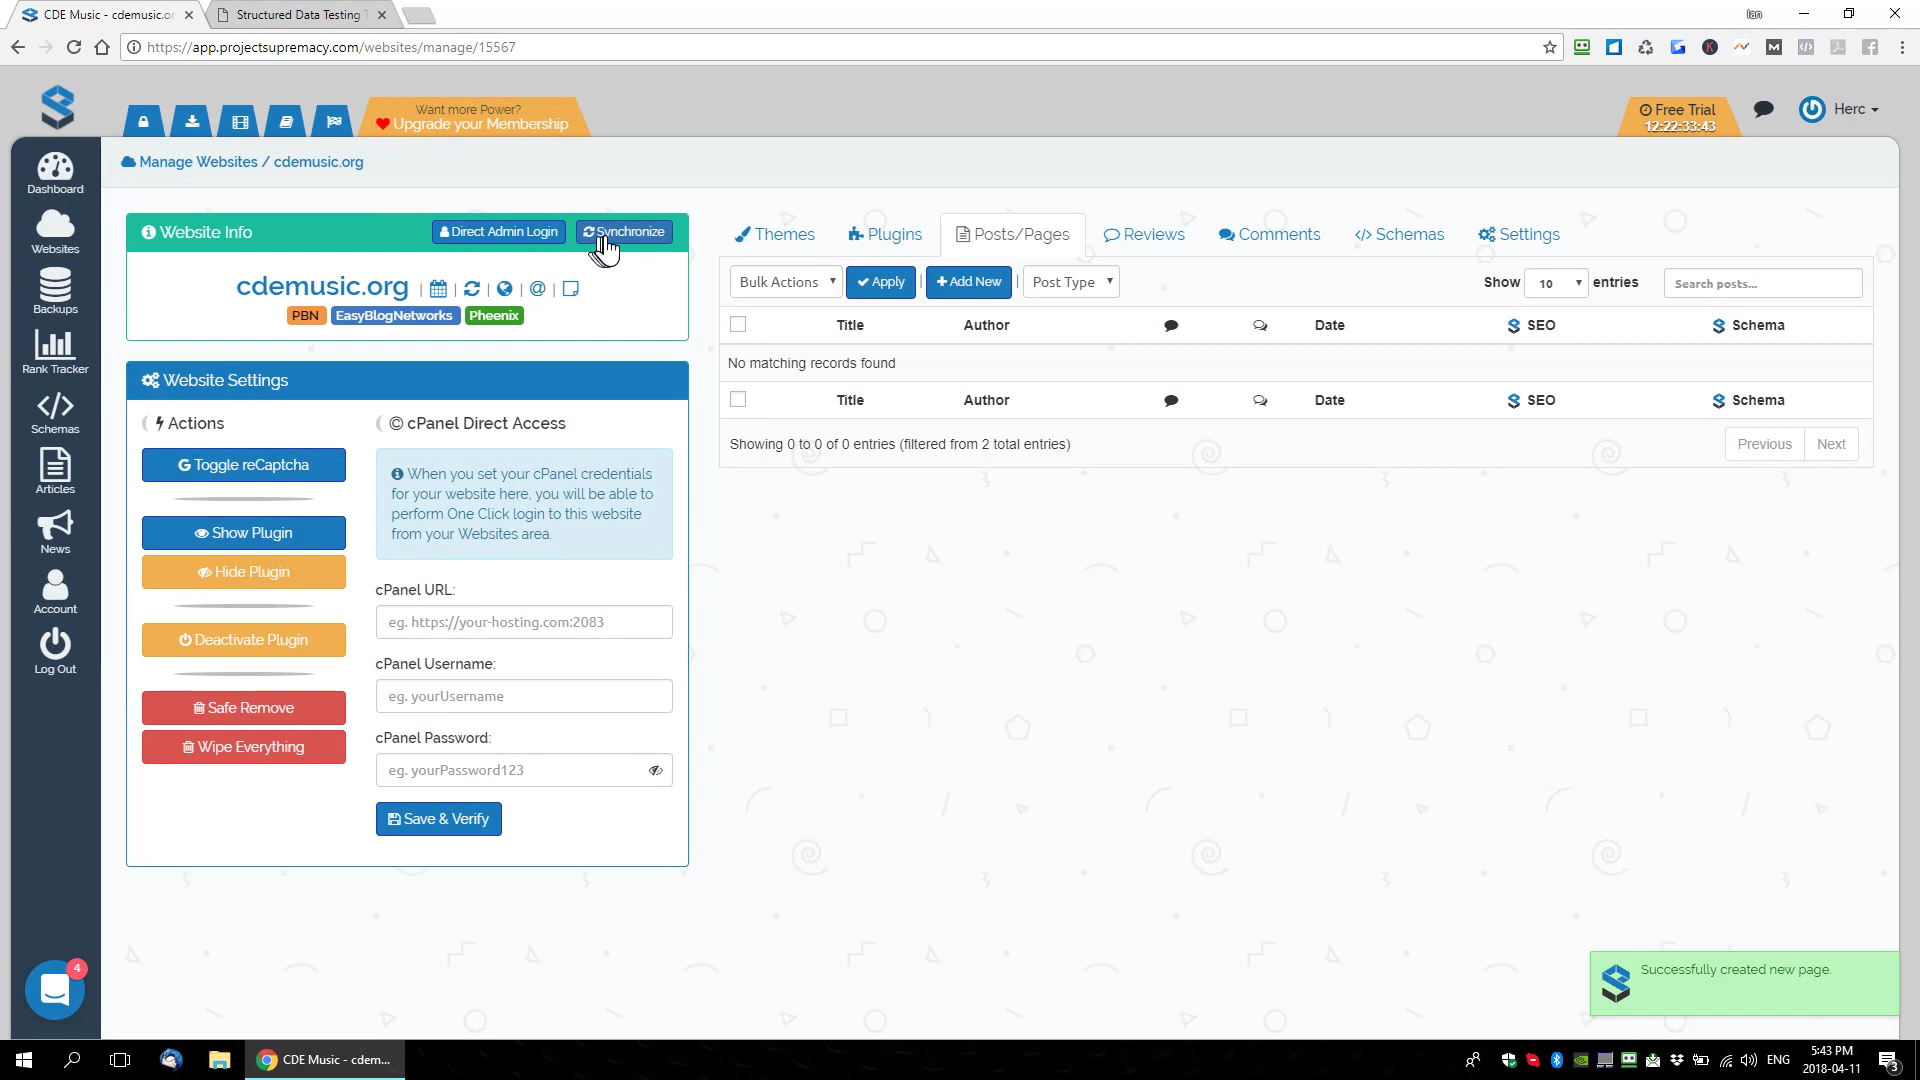 CDE Music - cdemusic.or
Structured Data Testing T
Ian
https://app.projectsupremacy.com/websites/manage/15567
Want more Power?
Upgrade your Membership
Free Trial
12:22:33:43
Herc
Dashboard
Websites
Backups
Rank Tracker
Schemas
Articles
News
Account
Log Out
4
Manage Websites / cdemusic.org
Website Info
Direct Admin Login
Synchronize
cdemusic.org | | | |
PBN EasyBlogNetworks Pheenix
Website Settings
Actions
Toggle reCaptcha
Show Plugin
Hide Plugin
Deactivate Plugin
Safe Remove
Wipe Everything
cPanel Direct Access
When you set your cPanel credentials
for your website here, you will be able to
perform One Click login to this website
from your Websites area.
cPanel URL:
eg. https://your-hosting.com:2083
cPanel Username:
eg. yourUsername
cPanel Password:
eg. yourPassword123
Save & Verify
Themes Plugins Posts/Pages Reviews Comments Schemas Settings
Bulk Actions Apply | Add New | Post Type Show 10 entries Search posts...
Title Author Date SEO Schema
No matching records found
Title Author Date SEO Schema
Showing 0 to 0 of 0 entries (filtered from 2 total entries) Previous Next
Successfully created new page.
CDE Music - cdem...
ENG
5:43 PM
2018-04-11
3